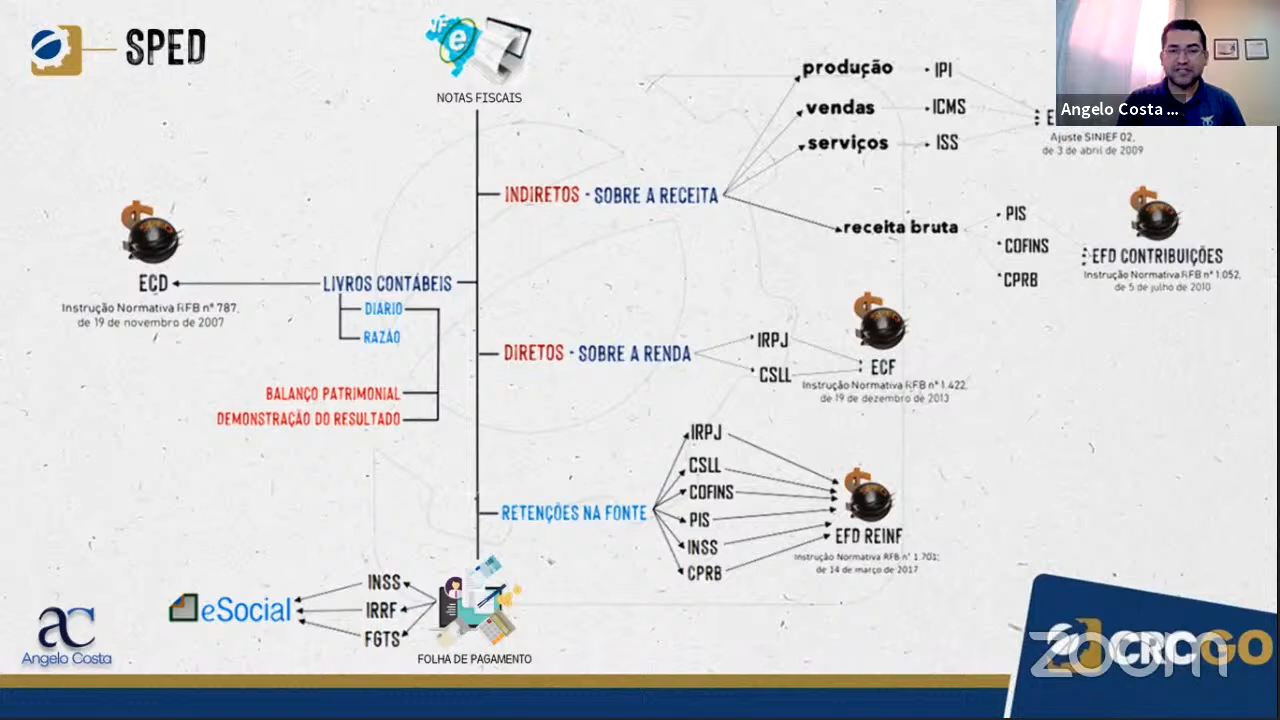 SPED
NOTAS FISCAIS
produção
IPI
vendas
ICMS
serviços
ISS
Angelo Costa ...
Ajuste SINIEF 02,
de 3 de abril de 2009
INDIRETOS - SOBRE A RECEITA
receita bruta
PIS
COFINS
CPRB
EFD CONTRIBUIÇÕES
Instrução Normativa RFB nº 1.052,
de 5 de julho de 2010
ECD
Instrução Normativa RFB nº 787,
de 19 de novembro de 2007
LIVROS CONTÁBEIS
DIÁRIO
RAZÃO
BALANÇO PATRIMONIAL
DEMONSTRAÇÃO DO RESULTADO
DIRETOS - SOBRE A RENDA
IRPJ
CSLL
ECF
Instrução Normativa RFB nº 1.422,
de 19 de dezembro de 2013
RETENÇÕES NA FONTE
IRPJ
CSLL
COFINS
PIS
INSS
CPRB
EFD REINF
Instrução Normativa RFB nº 1.701,
de 14 de março de 2017
eSocial
INSS
IRRF
FGTS
FOLHA DE PAGAMENTO
AC
Angelo Costa
zoom
CRCGO